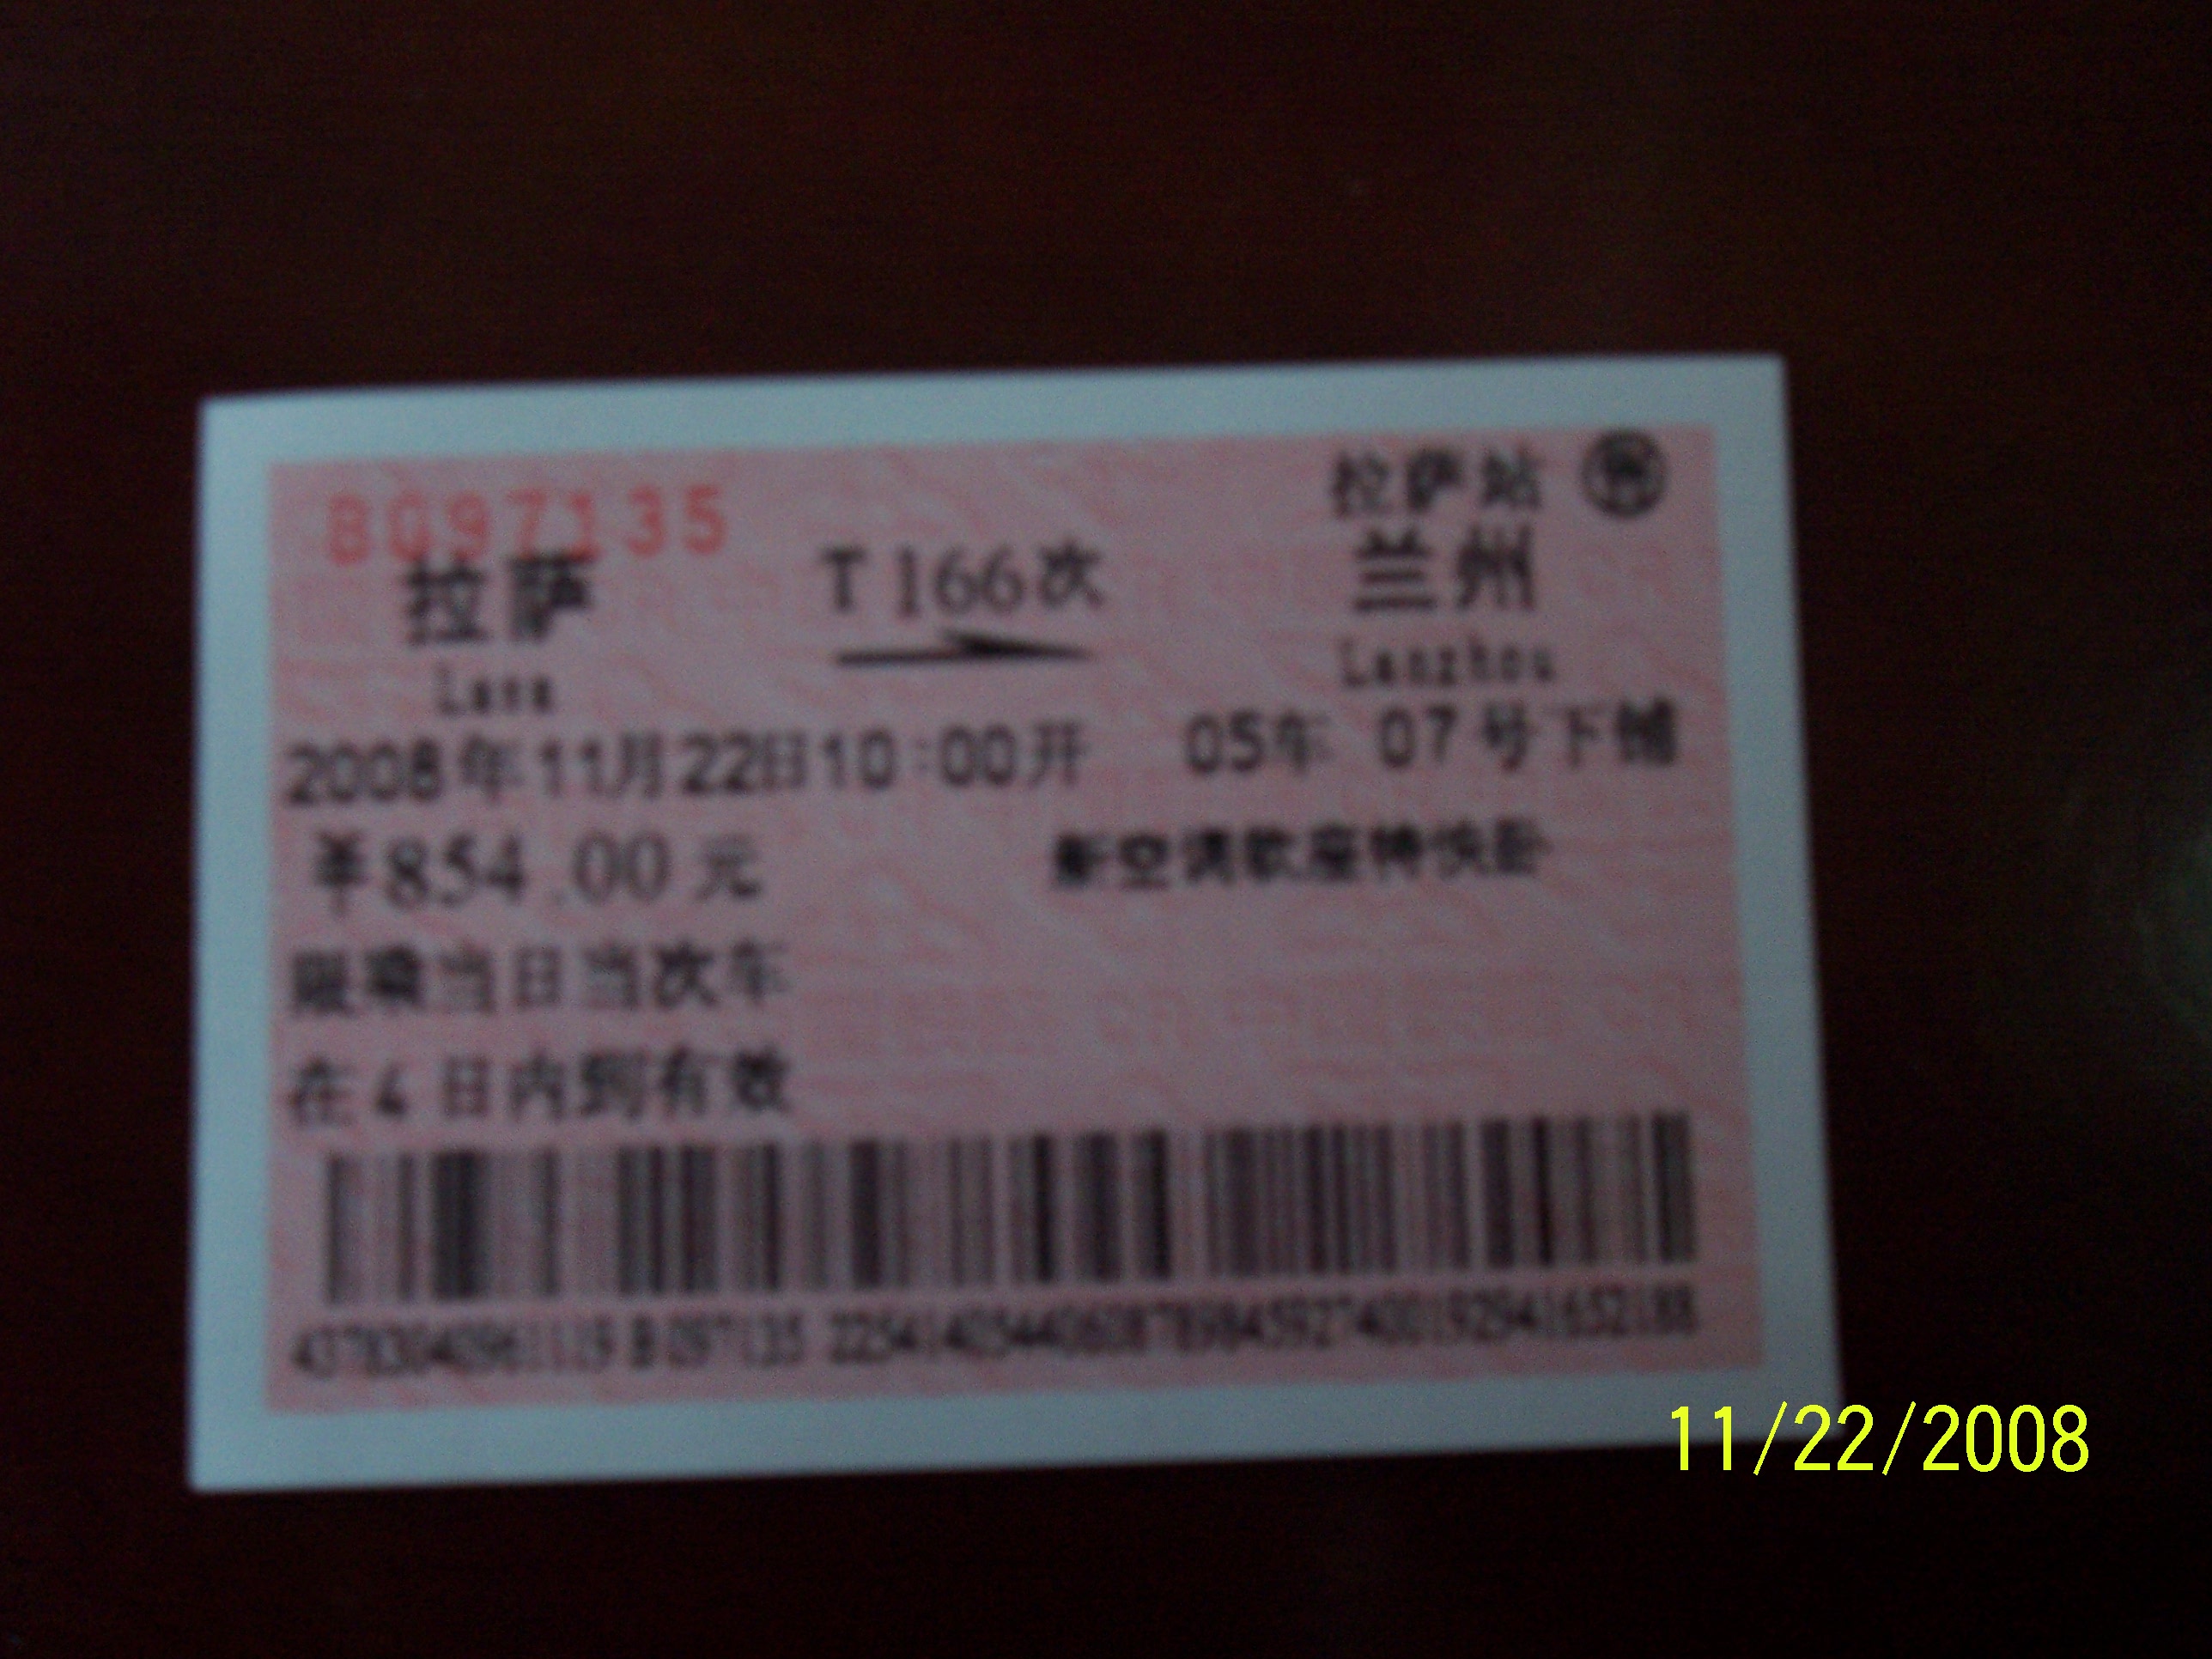 B097135
拉萨站 售
拉萨 T166次 兰州
Lasa Lanzhou
2008年11月22日10:00开 05车 07号下铺
￥854.00元 新空调软座特快卧
限乘当日当次车
在4日内到有效
11/22/2008